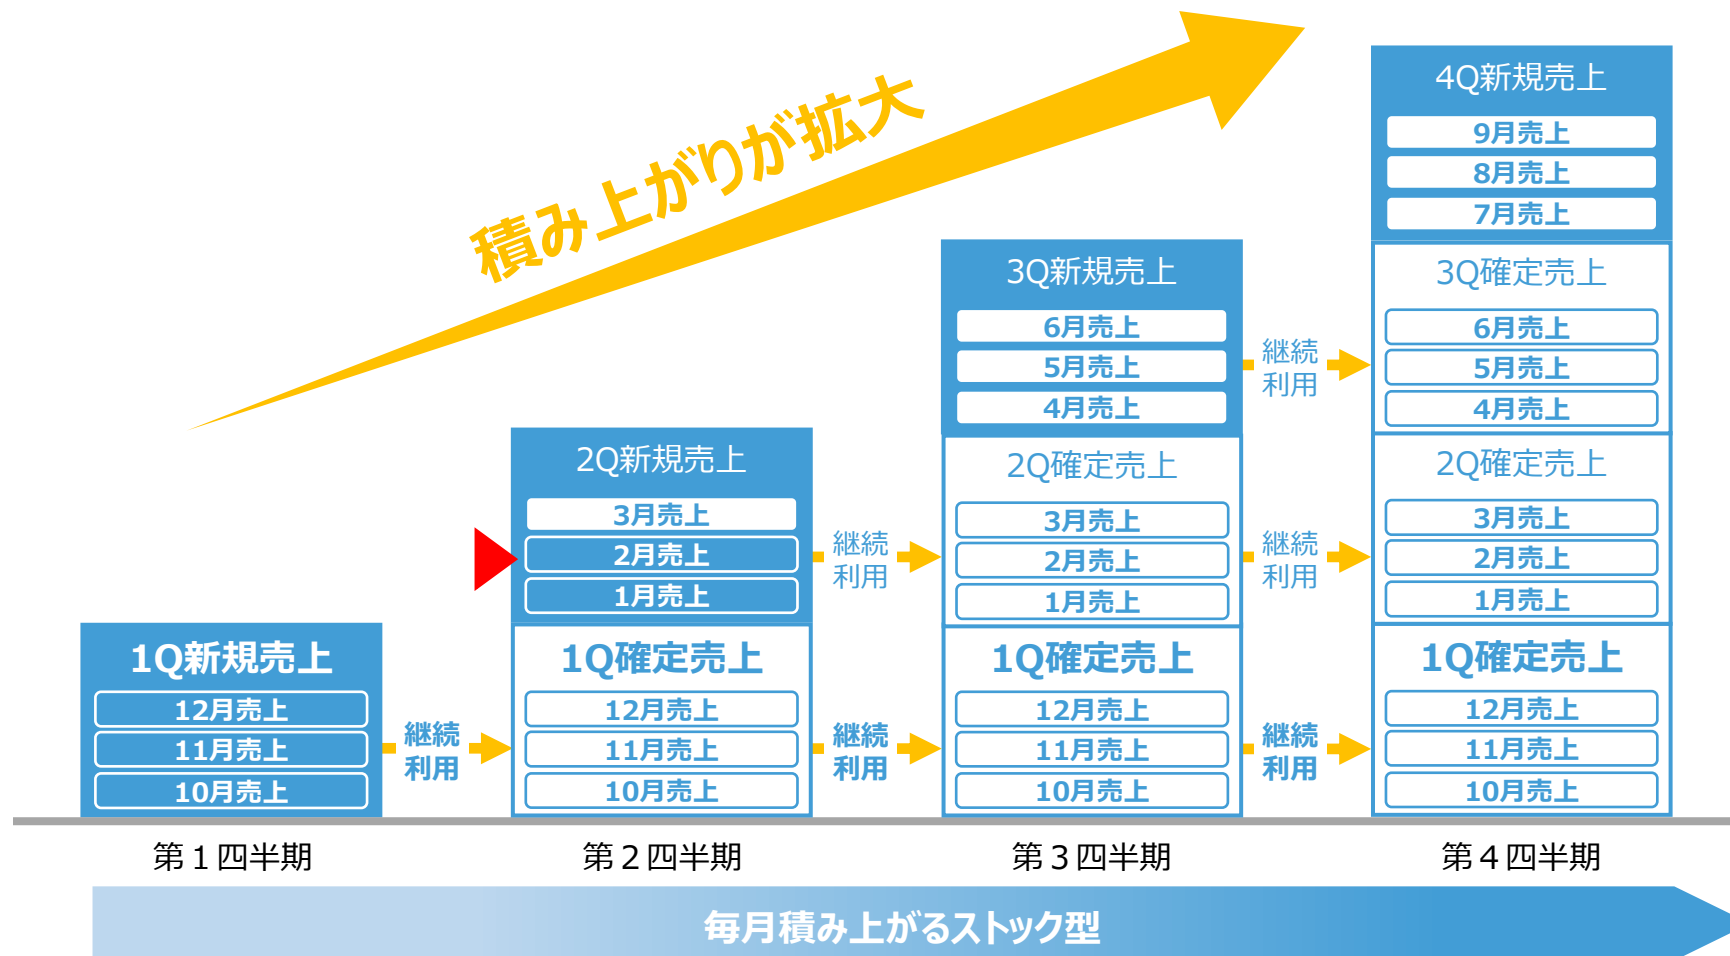 積み上がりが拡大
1Q新規売上
12月売上
11月売上
10月売上
継続
利用
2Q新規売上
3月売上
2月売上
1月売上
1Q確定売上
12月売上
11月売上
10月売上
継続
利用
継続
利用
3Q新規売上
6月売上
5月売上
4月売上
2Q確定売上
3月売上
2月売上
1月売上
1Q確定売上
12月売上
11月売上
10月売上
継続
利用
継続
利用
継続
利用
4Q新規売上
9月売上
8月売上
7月売上
3Q確定売上
6月売上
5月売上
4月売上
2Q確定売上
3月売上
2月売上
1月売上
1Q確定売上
12月売上
11月売上
10月売上
第１四半期
第２四半期
第３四半期
第４四半期
毎月積み上がるストック型